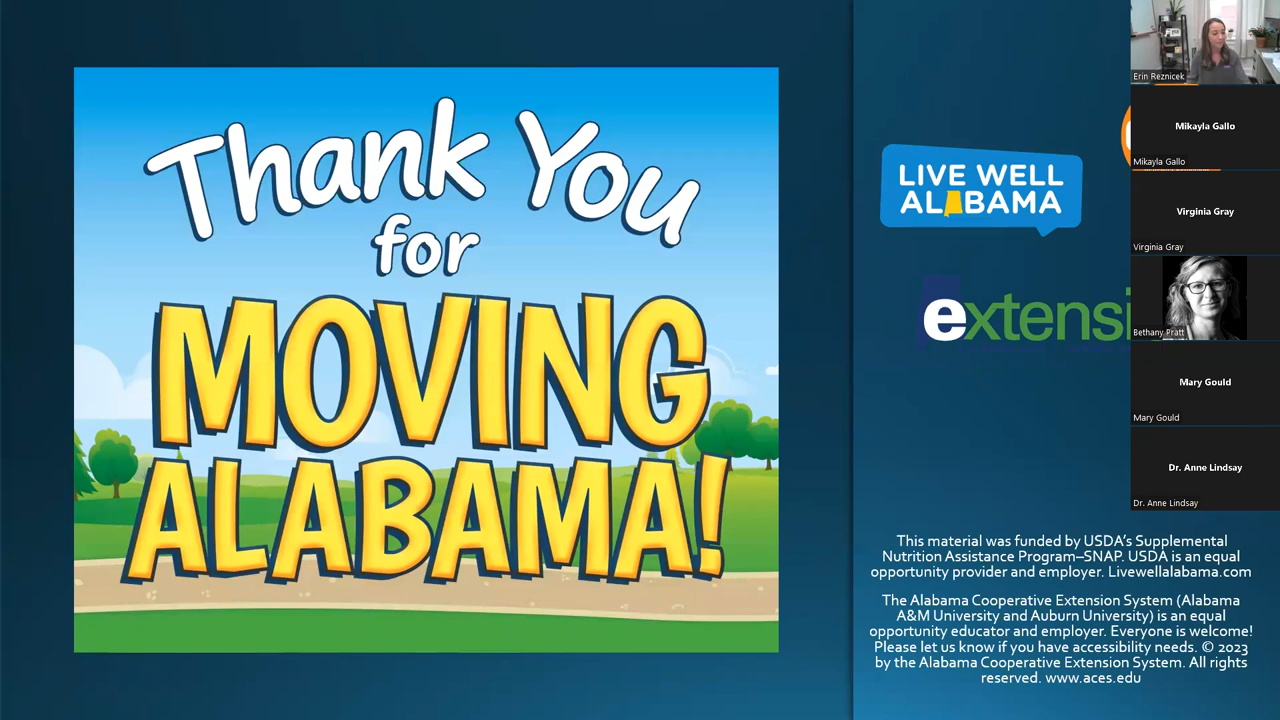 Thank You
for
MOVING
ALABAMA!
LIVE WELL
ALABAMA
extensi
This material was funded by USDA's Supplemental
Nutrition Assistance Program–SNAP. USDA is an equal
opportunity provider and employer. Livewellalabama.com
The Alabama Cooperative Extension System (Alabama
A&M University and Auburn University) is an equal
opportunity educator and employer. Everyone is welcome!
Please let us know if you have accessibility needs. © 2023
by the Alabama Cooperative Extension System. All rights
reserved. www.aces.edu
Erin Reznicek
Mikayla Gallo
Mikayla Gallo
Virginia Gray
Virginia Gray
Bethany Pratt
Mary Gould
Mary Gould
Dr. Anne Lindsay
Dr. Anne Lindsay